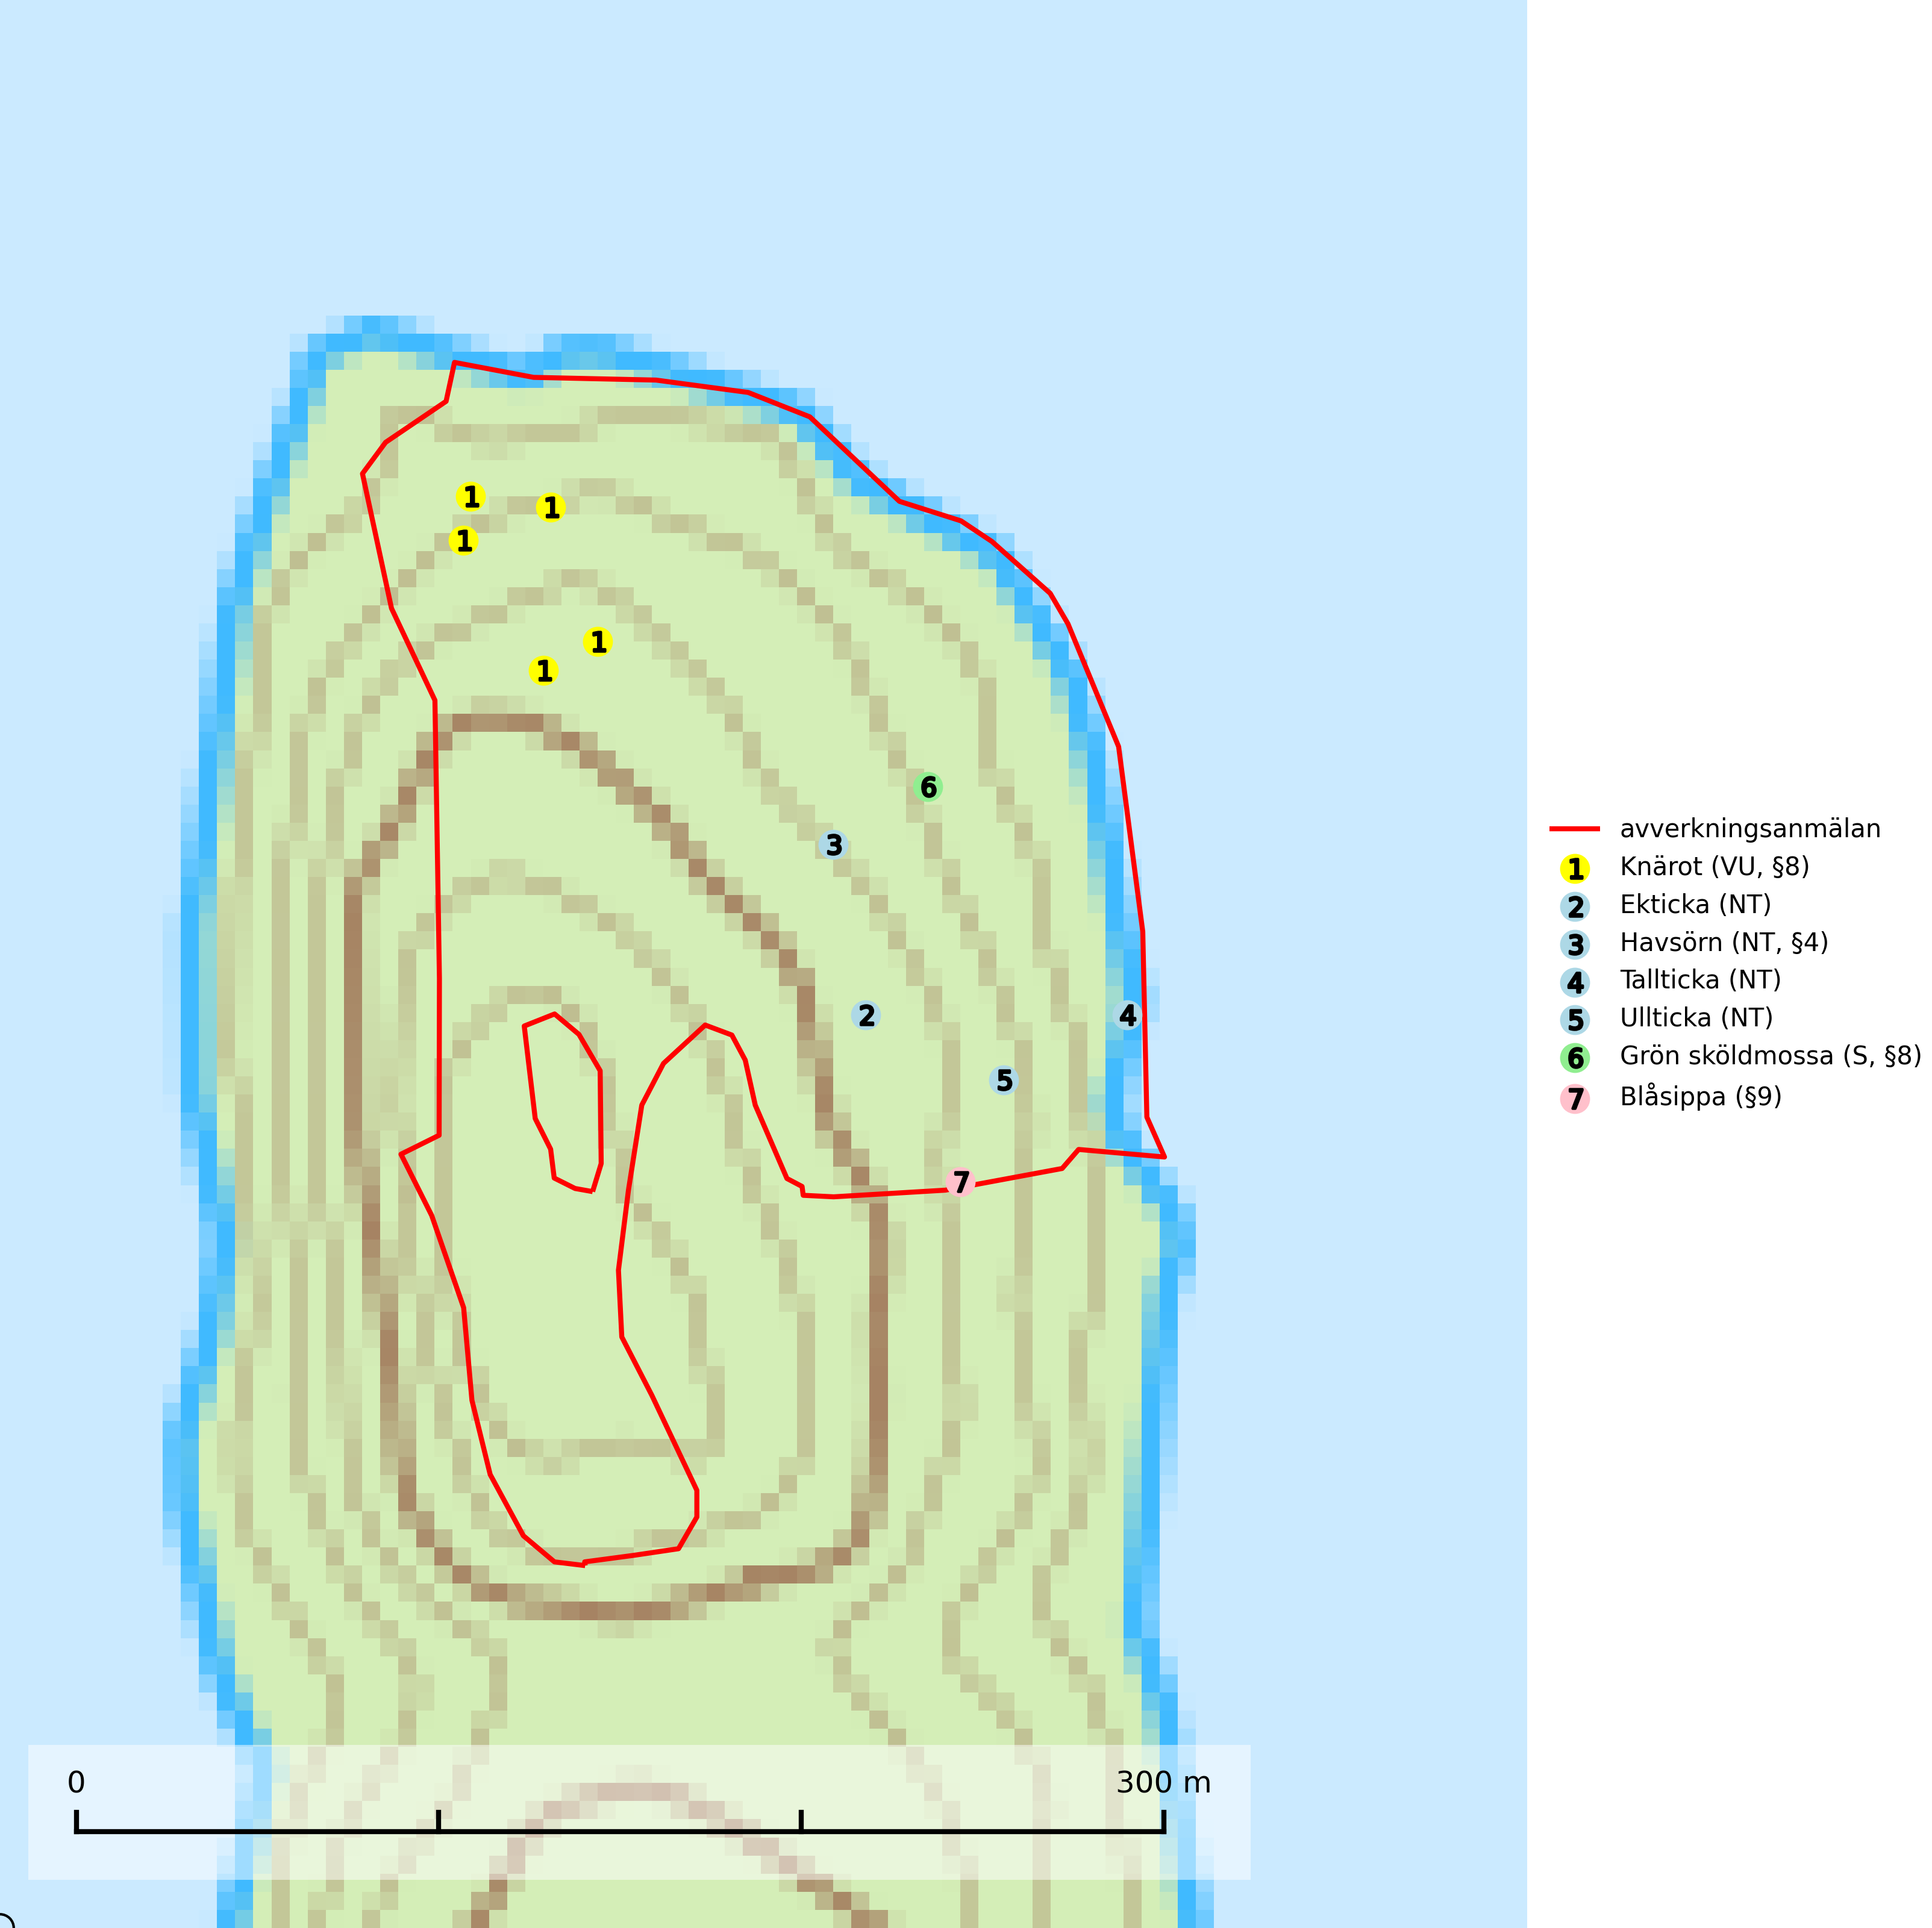 1
1
1
1
1
6
3
2
4
5
7
avverkningsanmälan
1 Knärot (VU, §8)
2 Ekticka (NT)
3 Havsörn (NT, §4)
4 Tallticka (NT)
5 Ullticka (NT)
6 Grön sköldmossa (S, §8)
7 Blåsippa (§9)
0 300 m